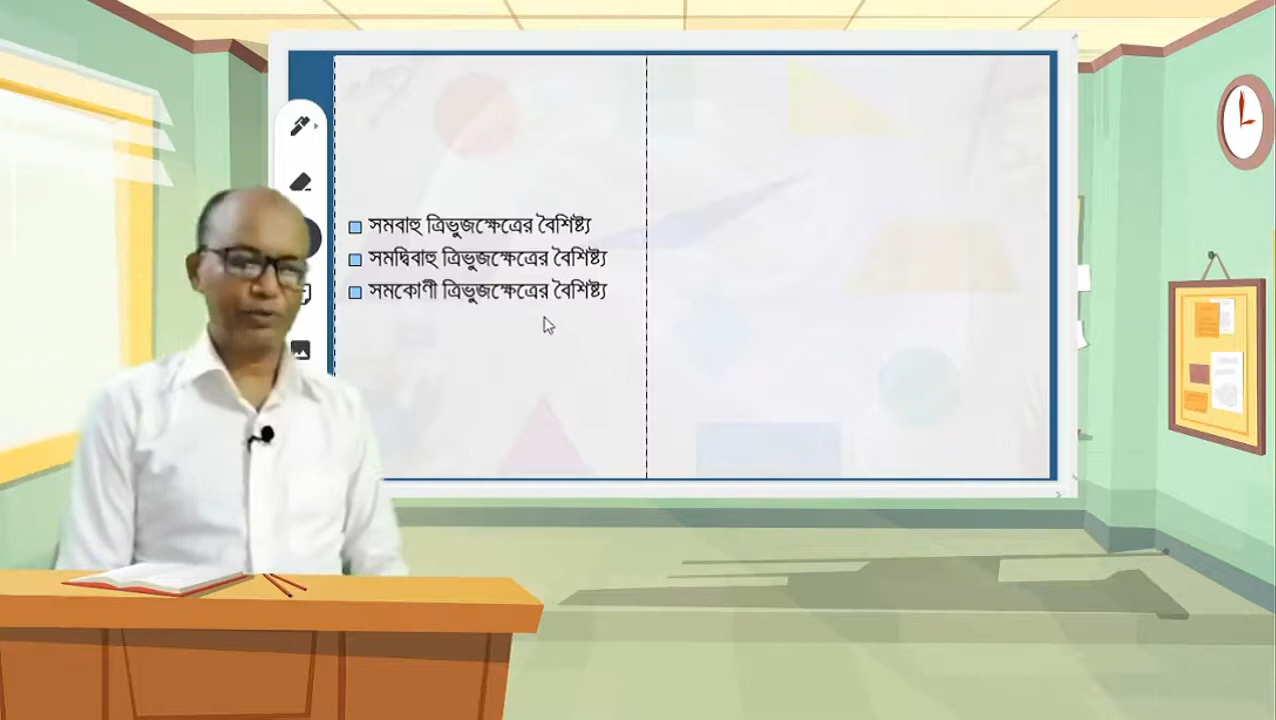 সমবাহু ত্রিভুজক্ষেত্রের বৈশিষ্ট্য
সমদ্বিবাহু ত্রিভুজক্ষেত্রের বৈশিষ্ট্য
সমকোণী ত্রিভুজক্ষেত্রের বৈশিষ্ট্য